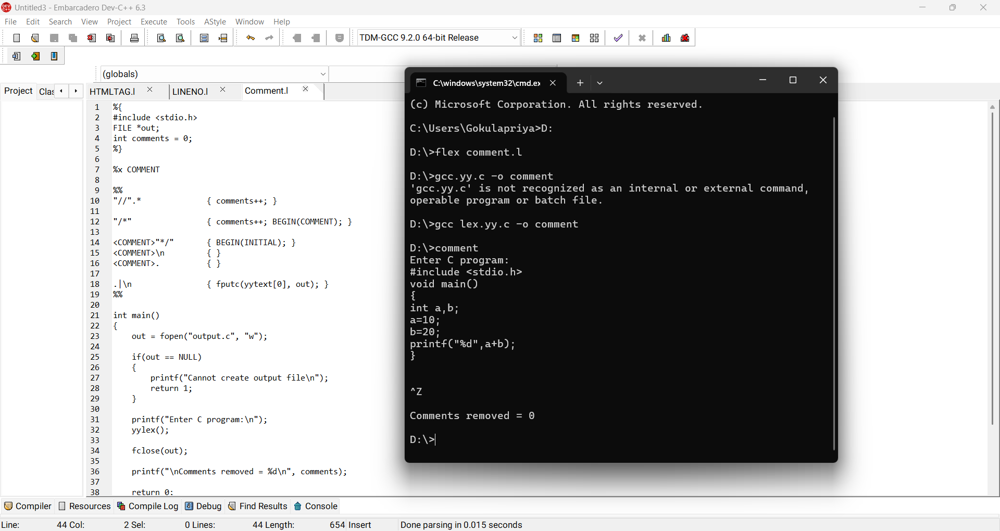 Untitled3 - Embarcadero Dev-C++ 6.3
File Edit Search View Project Execute Tools AStyle Window Help
TDM-GCC 9.2.0 64-bit Release
(globals)
Project Clas
HTMLTAG.l LINENO.l Comment.l
1 %{
2 #include <stdio.h>
3 FILE *out;
4 int comments = 0;
5 %}
6
7 %x COMMENT
8
9 %%
10 "//".* { comments++; }
11
12 "/*" { comments++; BEGIN(COMMENT); }
13
14 <COMMENT>"*/" { BEGIN(INITIAL); }
15 <COMMENT>\n { }
16 <COMMENT>. { }
17
18 .|\n { fputc(yytext[0], out); }
19 %%
20
21 int main()
22 {
23 out = fopen("output.c", "w");
24
25 if(out == NULL)
26 {
27 printf("Cannot create output file\n");
28 return 1;
29 }
30
31 printf("Enter C program:\n");
32 yylex();
33
34 fclose(out);
35
36 printf("\nComments removed = %d\n", comments);
37
38 return 0;
C:\windows\system32\cmd.ex
(c) Microsoft Corporation. All rights reserved.
C:\Users\Gokulapriya>D:
D:\>flex comment.l
D:\>gcc.yy.c -o comment
'gcc.yy.c' is not recognized as an internal or external command,
operable program or batch file.
D:\>gcc lex.yy.c -o comment
D:\>comment
Enter C program:
#include <stdio.h>
void main()
{
int a,b;
a=10;
b=20;
printf("%d",a+b);
}
^Z
Comments removed = 0
D:\>
Compiler Resources Compile Log Debug Find Results Console
Line: 44 Col: 2 Sel: 0 Lines: 44 Length: 654 Insert Done parsing in 0.015 seconds